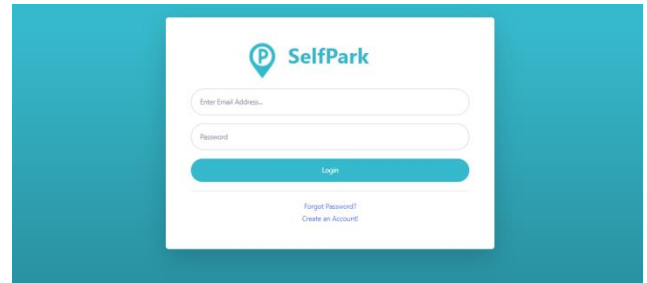 P SelfPark
Enter Email Address...
Password
Login
Forgot Password?
Create an Account!